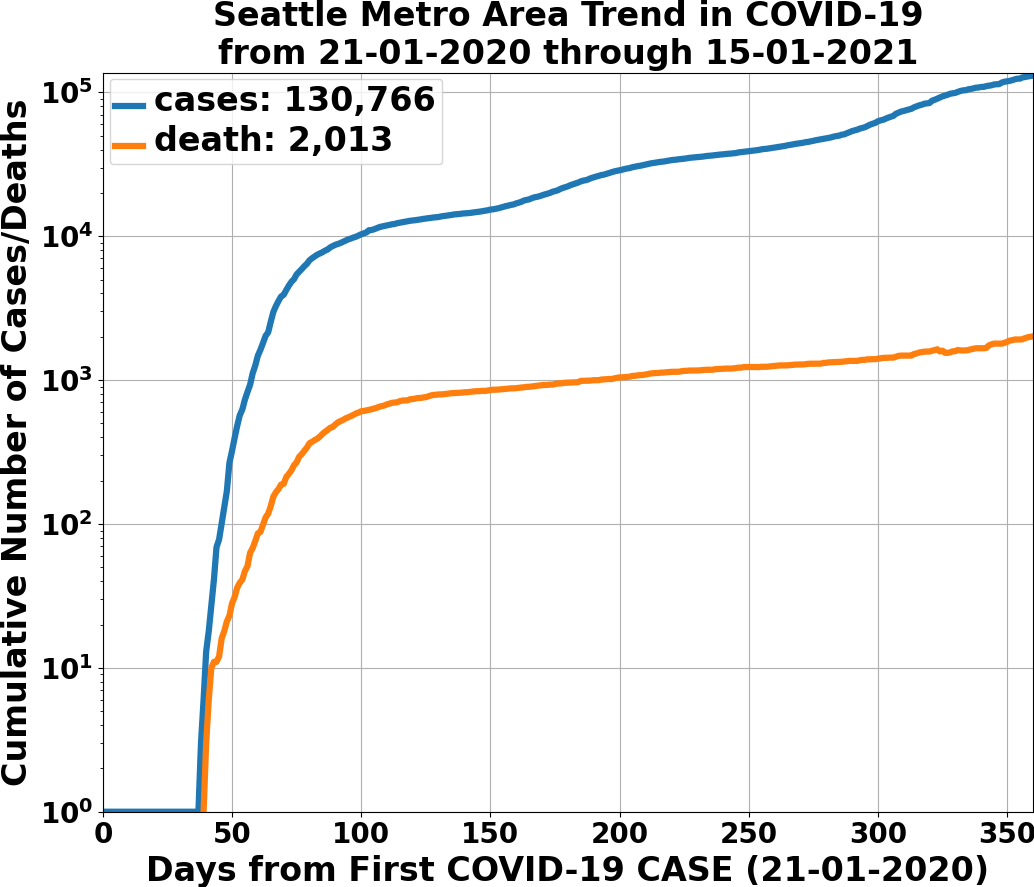 Seattle Metro Area Trend in COVID-19
from 21-01-2020 through 15-01-2021
cases: 130,766
death: 2,013
Cumulative Number of Cases/Deaths
10⁵
10⁴
10³
10²
10¹
10⁰
0 50 100 150 200 250 300 350
Days from First COVID-19 CASE (21-01-2020)